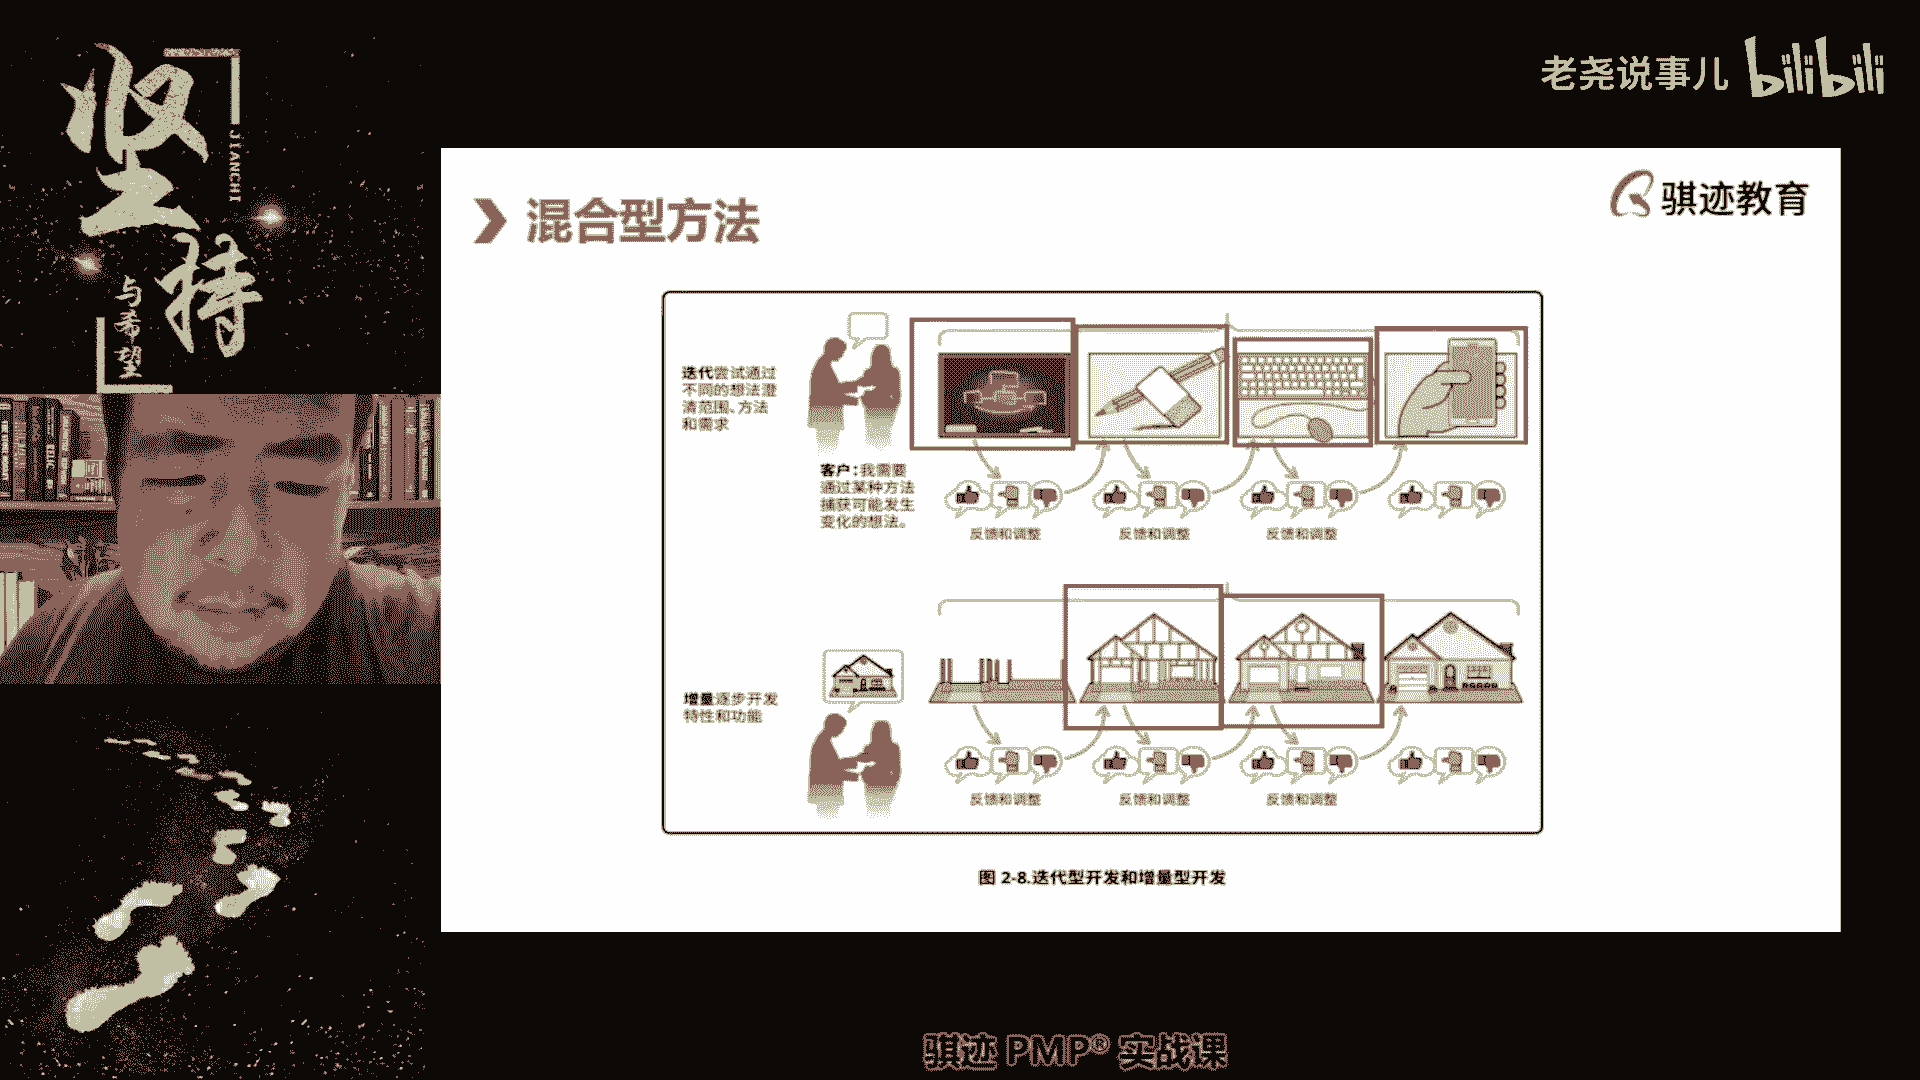 坚持
JIANCHI
与希望
老尧说事儿 bilibili
混合型方法
骐迹教育
迭代尝试通过
不同的想法澄
清范围、方法
和需求
客户：我需要
通过某种方法
捕获可能发生
变化的想法。
反馈和调整
反馈和调整
反馈和调整
增量逐步开发
特性和功能
反馈和调整
反馈和调整
反馈和调整
图 2-8.迭代型开发和增量型开发
骐迹 PMP® 实战课